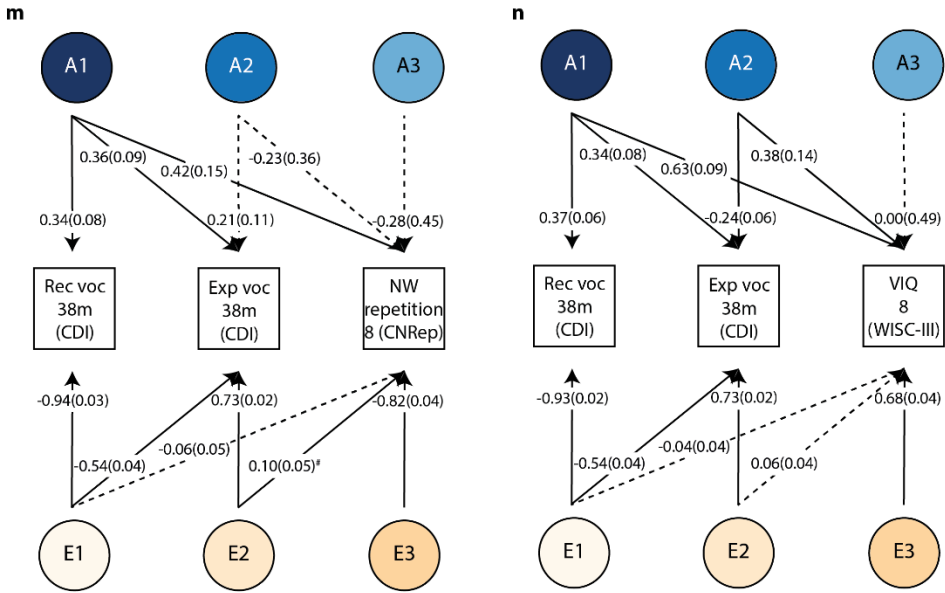 m
A1
A2
A3
0.36(0.09)
-0.23(0.36)
0.42(0.15)
0.34(0.08)
0.21(0.11)
-0.28(0.45)
Rec voc
38m
(CDI)
Exp voc
38m
(CDI)
NW
repetition
8 (CNRep)
-0.94(0.03)
0.73(0.02)
-0.82(0.04)
-0.06(0.05)
-0.54(0.04)
0.10(0.05)#
E1
E2
E3
n
A1
A2
A3
0.34(0.08)
0.38(0.14)
0.63(0.09)
0.37(0.06)
-0.24(0.06)
0.00(0.49)
Rec voc
38m
(CDI)
Exp voc
38m
(CDI)
VIQ
8
(WISC-III)
-0.93(0.02)
0.73(0.02)
0.68(0.04)
-0.04(0.04)
-0.54(0.04)
0.06(0.04)
E1
E2
E3